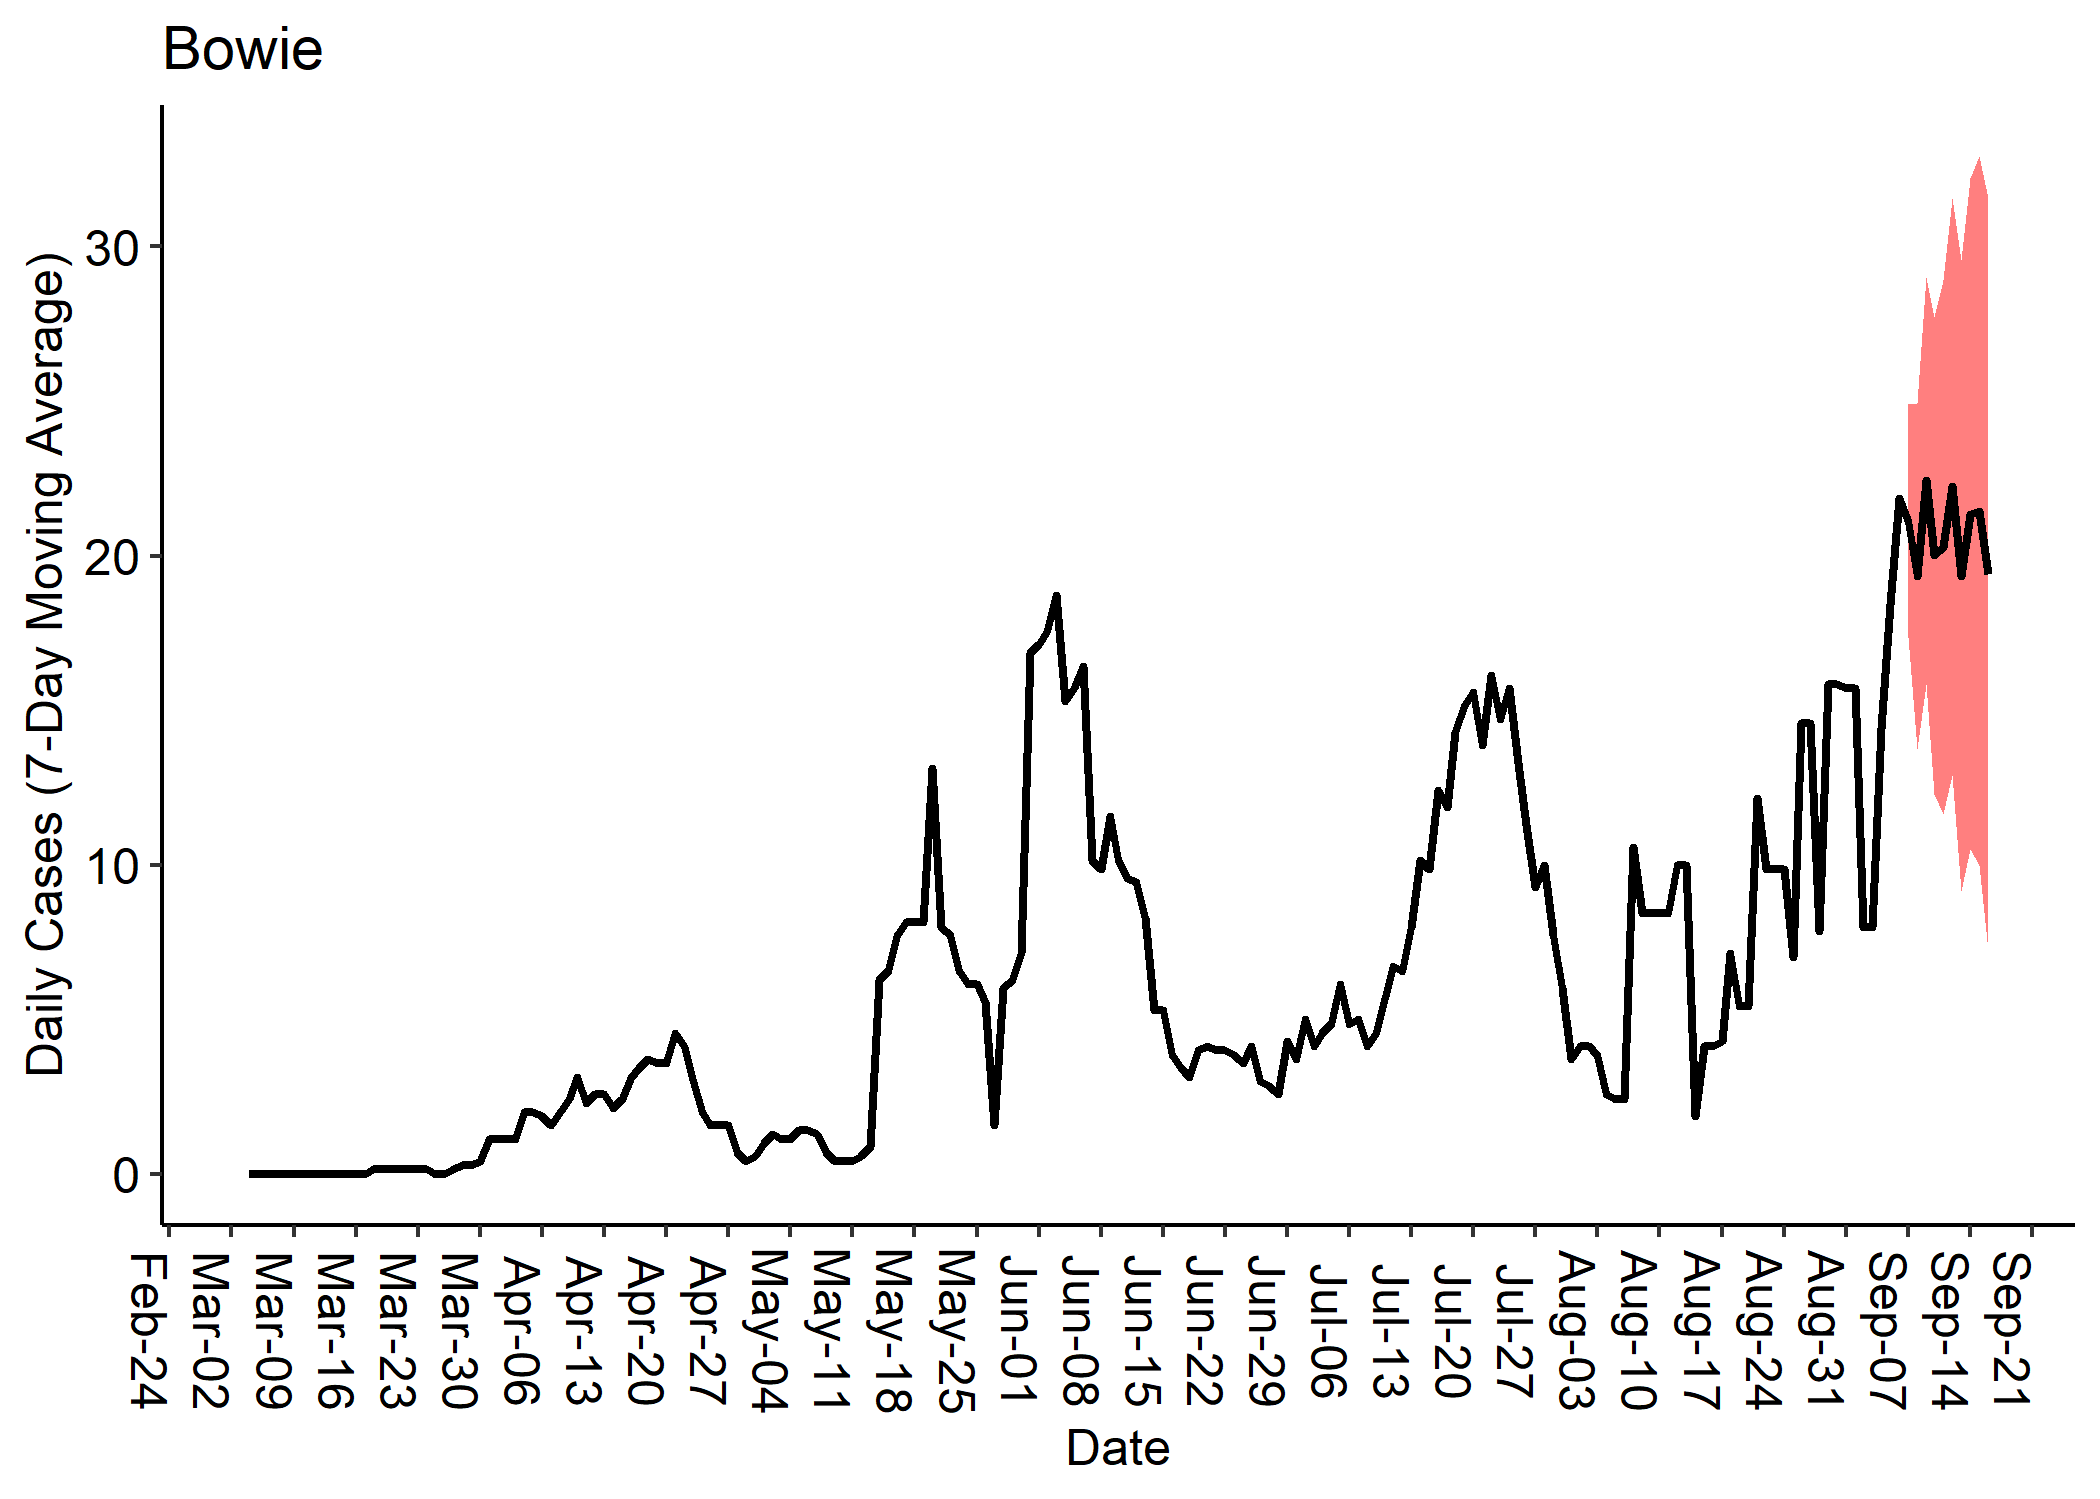 Bowie
Daily Cases (7-Day Moving Average)
30
20
10
0
Feb-24
Mar-02
Mar-09
Mar-16
Mar-23
Mar-30
Apr-06
Apr-13
Apr-20
Apr-27
May-04
May-11
May-18
May-25
Jun-01
Jun-08
Jun-15
Jun-22
Jun-29
Jul-06
Jul-13
Jul-20
Jul-27
Aug-03
Aug-10
Aug-17
Aug-24
Aug-31
Sep-07
Sep-14
Sep-21
Date